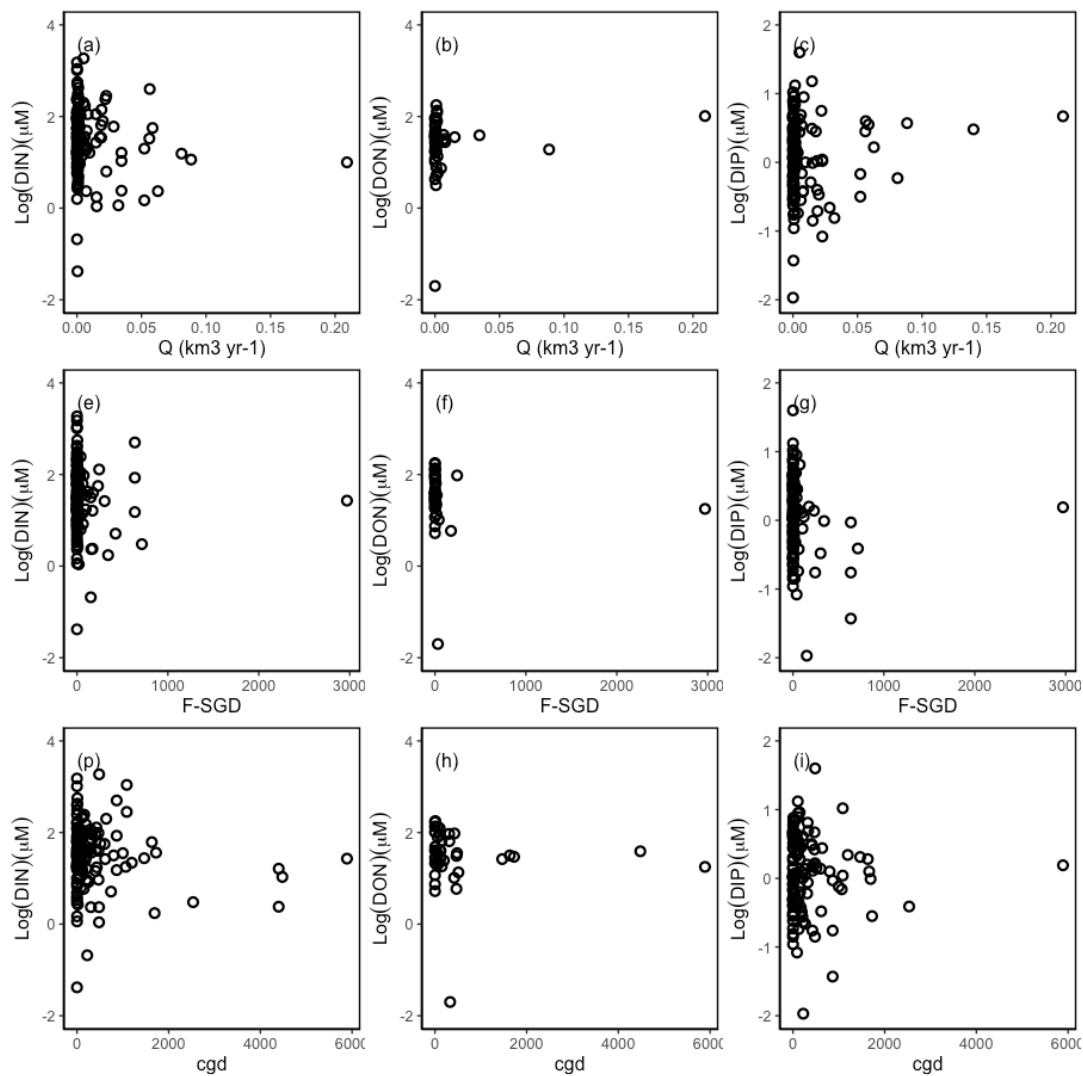 (a)
Log(DIN)(μM)
4
2
0
-2
0.00 0.05 0.10 0.15 0.20
Q (km3 yr-1)
(b)
Log(DON)(μM)
4
2
0
-2
0.00 0.05 0.10 0.15 0.20
Q (km3 yr-1)
(c)
Log(DIP)(μM)
2
1
0
-1
-2
0.00 0.05 0.10 0.15 0.20
Q (km3 yr-1)
(e)
Log(DIN)(μM)
4
2
0
-2
0 1000 2000 3000
F-SGD
(f)
Log(DON)(μM)
4
2
0
-2
0 1000 2000 3000
F-SGD
(g)
Log(DIP)(μM)
2
1
0
-1
-2
0 1000 2000 3000
F-SGD
(p)
Log(DIN)(μM)
4
2
0
-2
0 2000 4000 6000
cgd
(h)
Log(DON)(μM)
4
2
0
-2
0 2000 4000 6000
cgd
(i)
Log(DIP)(μM)
2
1
0
-1
-2
0 2000 4000 6000
cgd